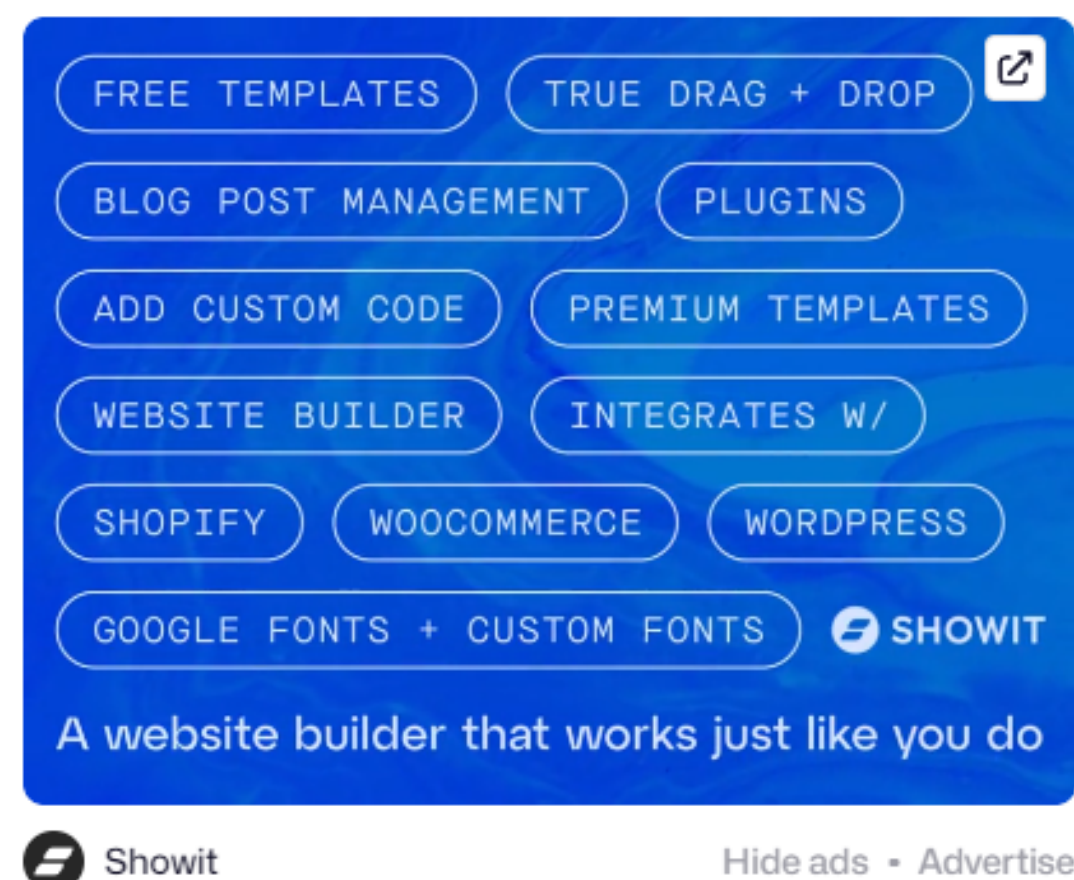 FREE TEMPLATES TRUE DRAG + DROP
BLOG POST MANAGEMENT PLUGINS
ADD CUSTOM CODE PREMIUM TEMPLATES
WEBSITE BUILDER INTEGRATES W/
SHOPIFY WOOCOMMERCE WORDPRESS
GOOGLE FONTS + CUSTOM FONTS SHOWIT
A website builder that works just like you do
Showit Hide ads • Advertise